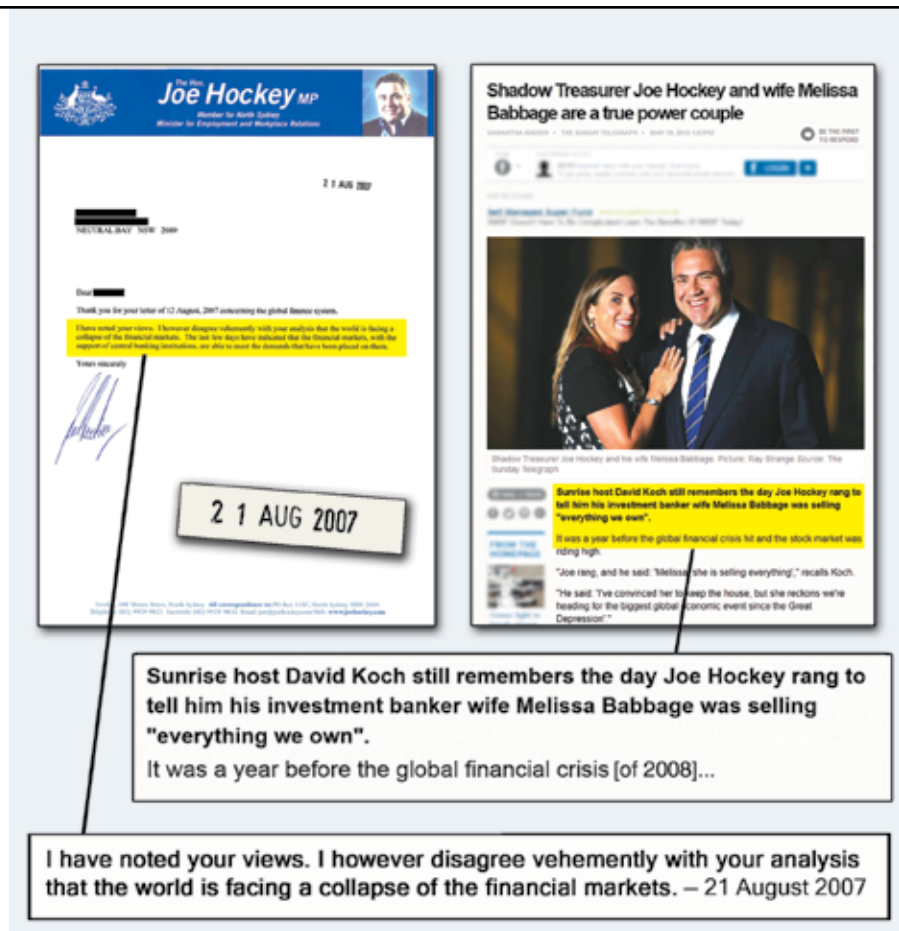 The Hon.
Joe Hockey MP
Member for North Sydney
Minister for Employment and Workplace Relations
2 1 AUG 2007
NEUTRAL BAY NSW 2089
Dear
Thank you for your letter of 12 August, 2007 concerning the global finance system.
I have noted your views. I however disagree vehemently with your analysis that the world is facing a
collapse of the financial markets. The last few days have indicated that the financial markets, with the
support of central banking institutions, are able to meet the demands that have been placed on them.
Yours sincerely
2 1 AUG 2007
Shadow Treasurer Joe Hockey and wife Melissa
Babbage are a true power couple
SAMANTHA MAIDEN • THE SUNDAY TELEGRAPH •
BE THE FIRST
TO RESPOND
Self Managed Super Fund
Shadow Treasurer Joe Hockey and his wife Melissa Babbage. Picture: Ray Strange Source: The
Sunday Telegraph
Sunrise host David Koch still remembers the day Joe Hockey rang to
tell him his investment banker wife Melissa Babbage was selling
"everything we own".
It was a year before the global financial crisis hit and the stock market was
riding high.
FROM THE
HOMEPAGE
"Joe rang, and he said: 'Melissa, she is selling everything'," recalls Koch.
"He said: 'I've convinced her to keep the house, but she reckons we're
heading for the biggest global economic event since the Great
Depression'."
Sunrise host David Koch still remembers the day Joe Hockey rang to
tell him his investment banker wife Melissa Babbage was selling
"everything we own".
It was a year before the global financial crisis [of 2008]...
I have noted your views. I however disagree vehemently with your analysis
that the world is facing a collapse of the financial markets. – 21 August 2007